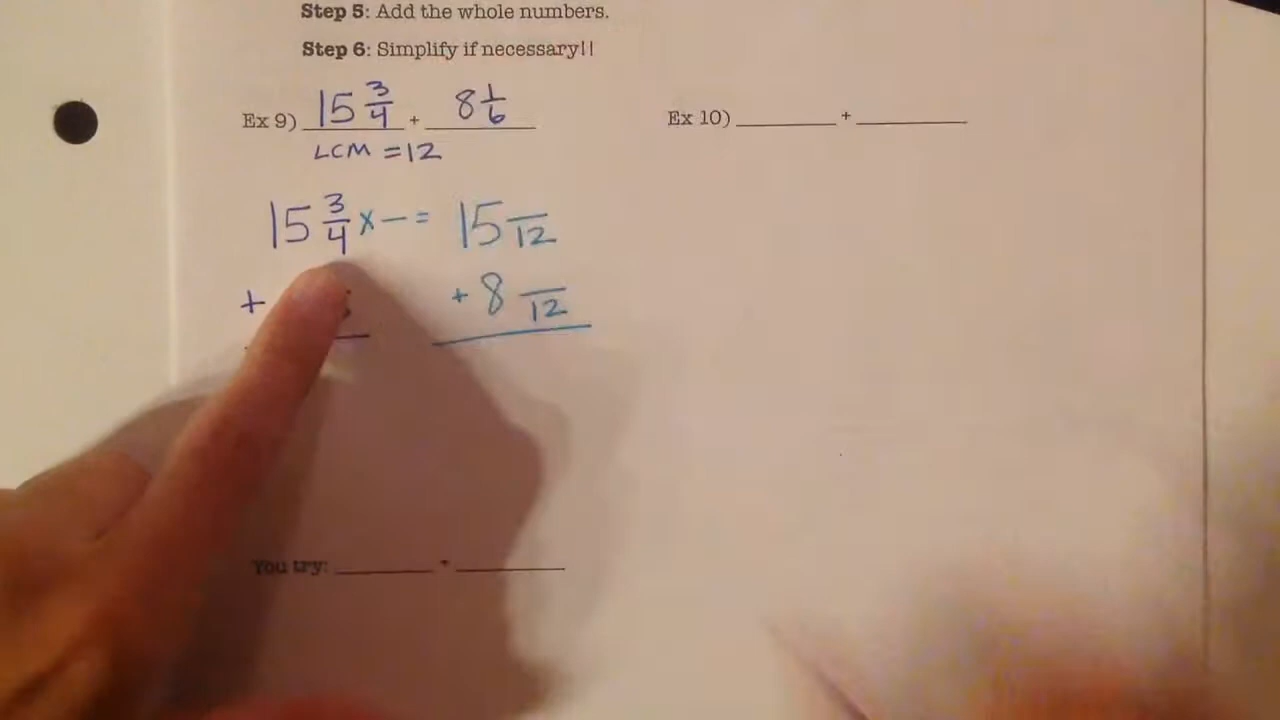 Step 5: Add the whole numbers.
Step 6: Simplify if necessary!!
Ex 9) 15 3/4 + 8 1/6
LCM = 12
15 3/4 x — = 15 —/12
+ + 8 —/12
Ex 10) ________ + ________
You try: ________ + ________